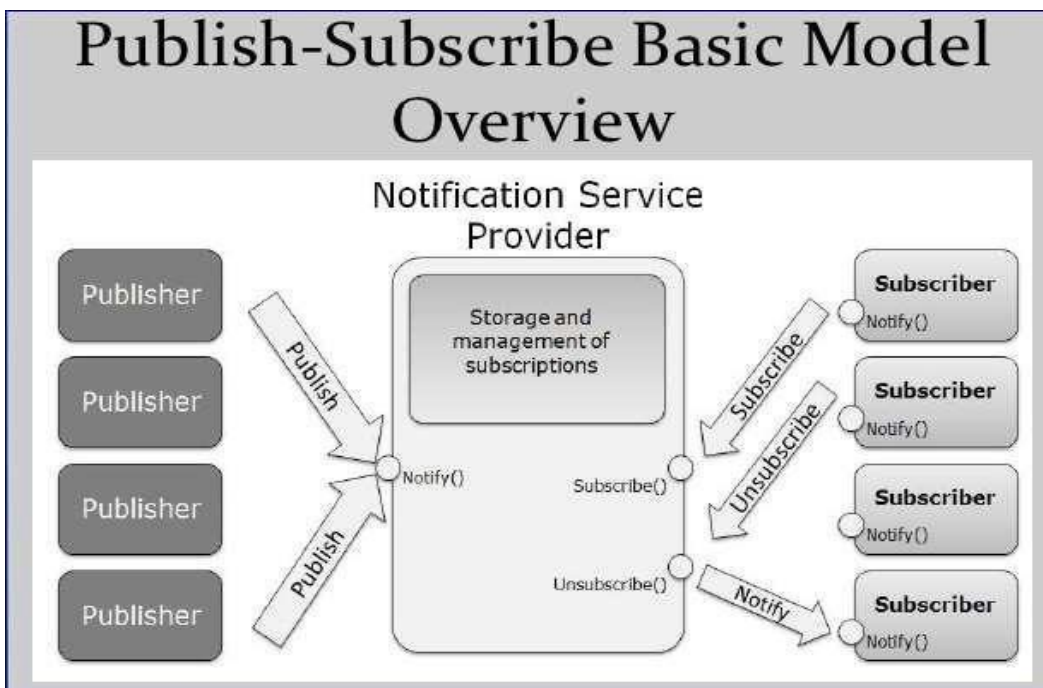 Publish-Subscribe Basic Model
Overview
Notification Service
Provider
Publisher
Publisher
Publisher
Publisher
Publish
Publish
Storage and
management of
subscriptions
Notify()
Subscribe()
Unsubscribe()
Subscribe
Unsubscribe
Notify
Subscriber
Notify()
Subscriber
Notify()
Subscriber
Notify()
Subscriber
Notify()